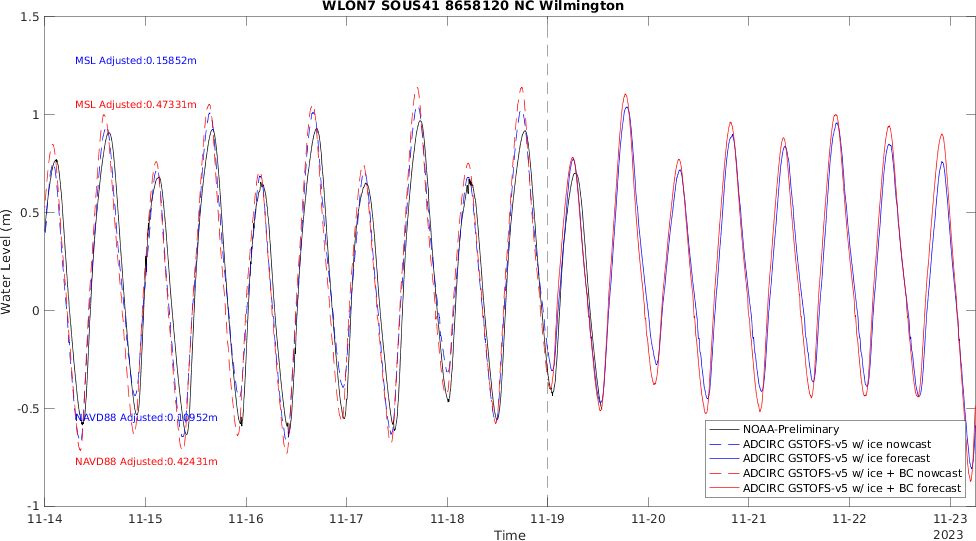 WLON7 SOUS41 8658120 NC Wilmington
1.5
1
0.5
0
-0.5
-1
Water Level (m)
MSL Adjusted:0.15852m
MSL Adjusted:0.47331m
NAVD88 Adjusted:0.10952m
NAVD88 Adjusted:0.42431m
NOAA-Preliminary
ADCIRC GSTOFS-v5 w/ ice nowcast
ADCIRC GSTOFS-v5 w/ ice forecast
ADCIRC GSTOFS-v5 w/ ice + BC nowcast
ADCIRC GSTOFS-v5 w/ ice + BC forecast
11-14 11-15 11-16 11-17 11-18 11-19 11-20 11-21 11-22 11-23
2023
Time